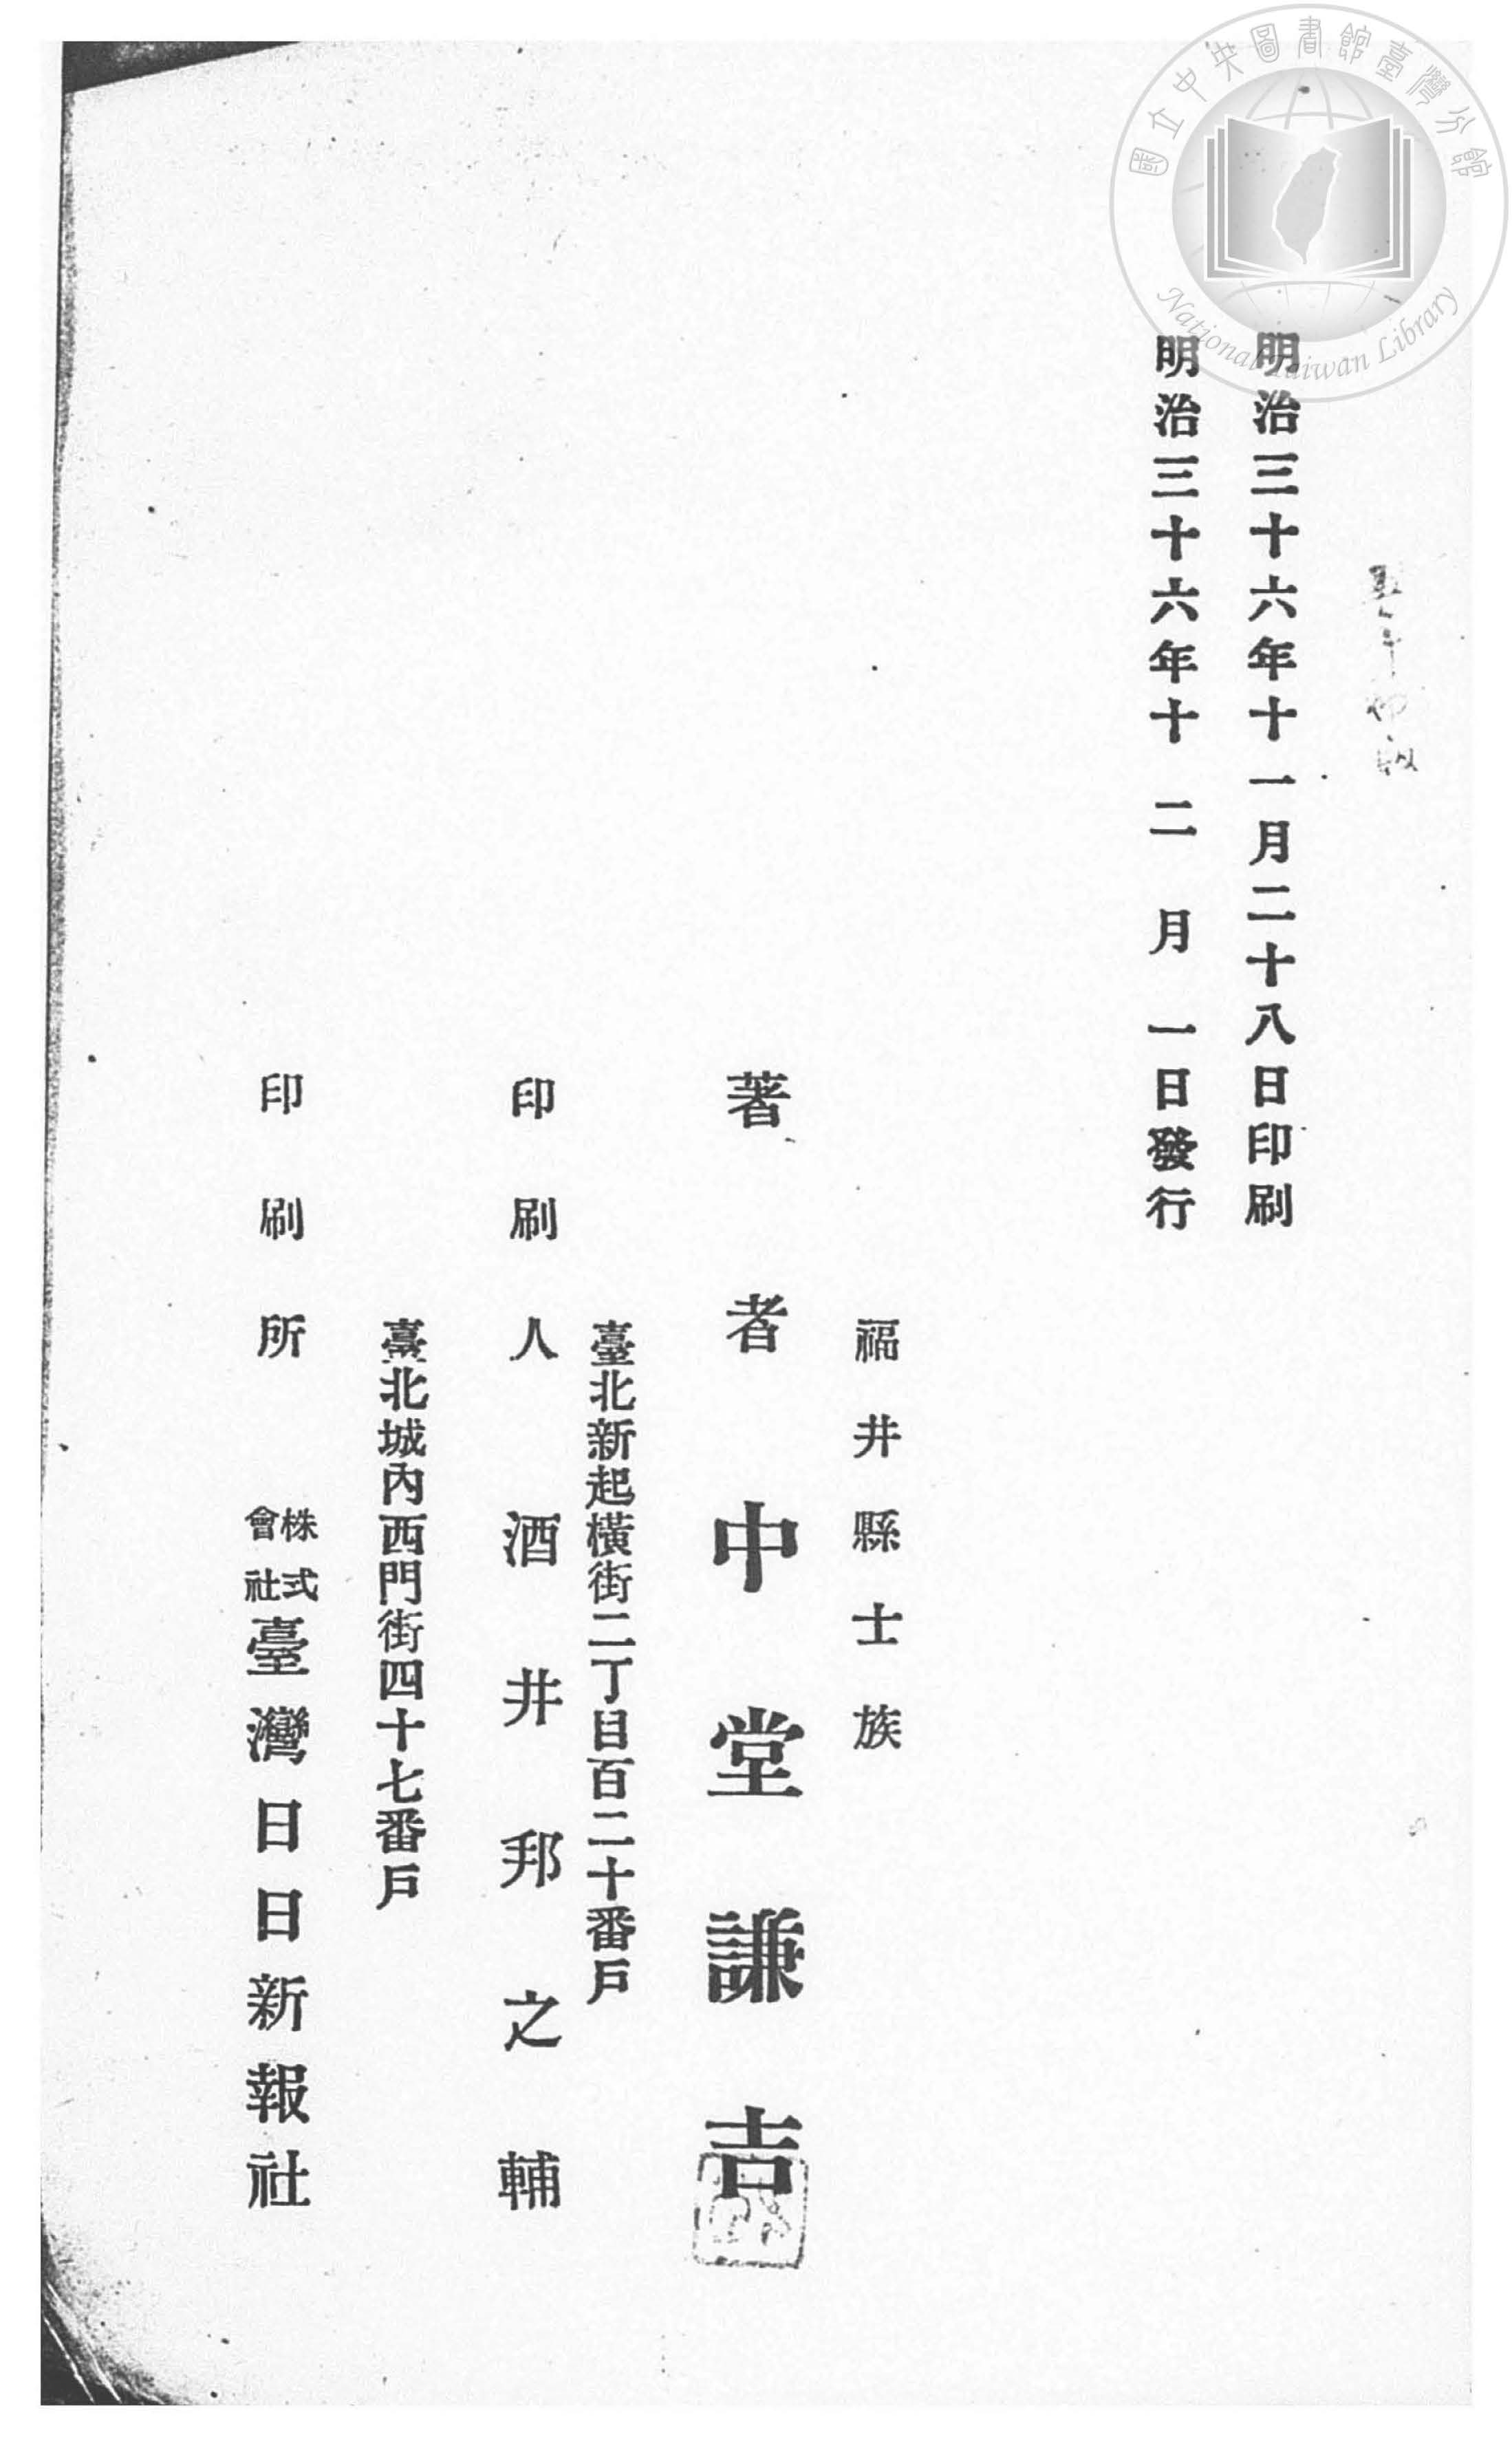 國立中央圖書館臺灣分館
National Taiwan Library
明治三十六年十一月二十八日印刷
明治三十六年十二月一日發行
福井縣士族
著者 中堂謙吉
臺北新起橫街二丁目百二十番戶
印刷人 酒井邦之輔
臺北城內西門街四十七番戶
印刷所 株式會社臺灣日日新報社